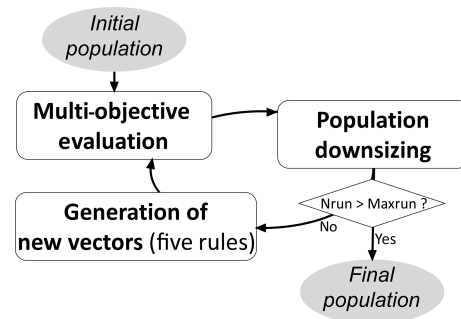 Initial
population
Multi-objective
evaluation
Population
downsizing
Nrun > Maxrun ?
No
Yes
Generation of
new vectors (five rules)
Final
population